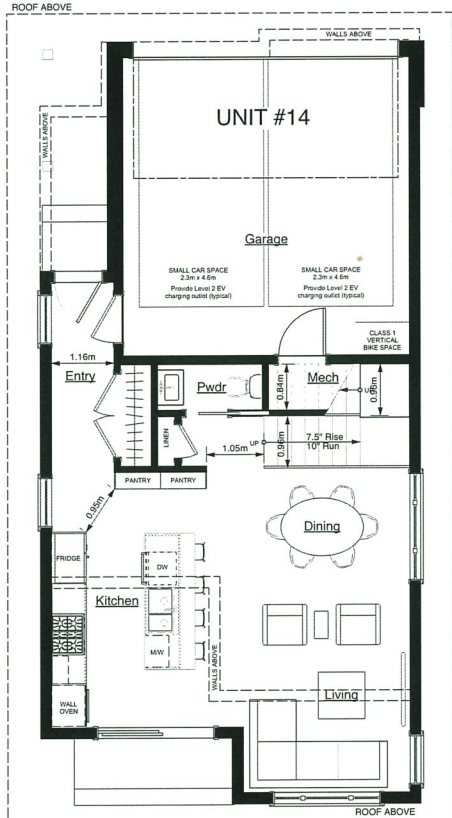 ROOF ABOVE
WALLS ABOVE
UNIT #14
WALLS ABOVE
Garage
SMALL CAR SPACE
2.3m x 4.6m
Provide Level 2 EV
charging outlet (typical)
SMALL CAR SPACE
2.3m x 4.6m
Provide Level 2 EV
charging outlet (typical)
CLASS 1
VERTICAL
BIKE SPACE
1.16m
Entry
Pwdr
0.84m
Mech
UP
0.96m
LINEN
1.05m
UP
0.96m
7.5" Rise
10" Run
PANTRY
PANTRY
0.95m
Dining
FRIDGE
DW
Kitchen
M/W
WALLS ABOVE
WALL
OVEN
Living
ROOF ABOVE